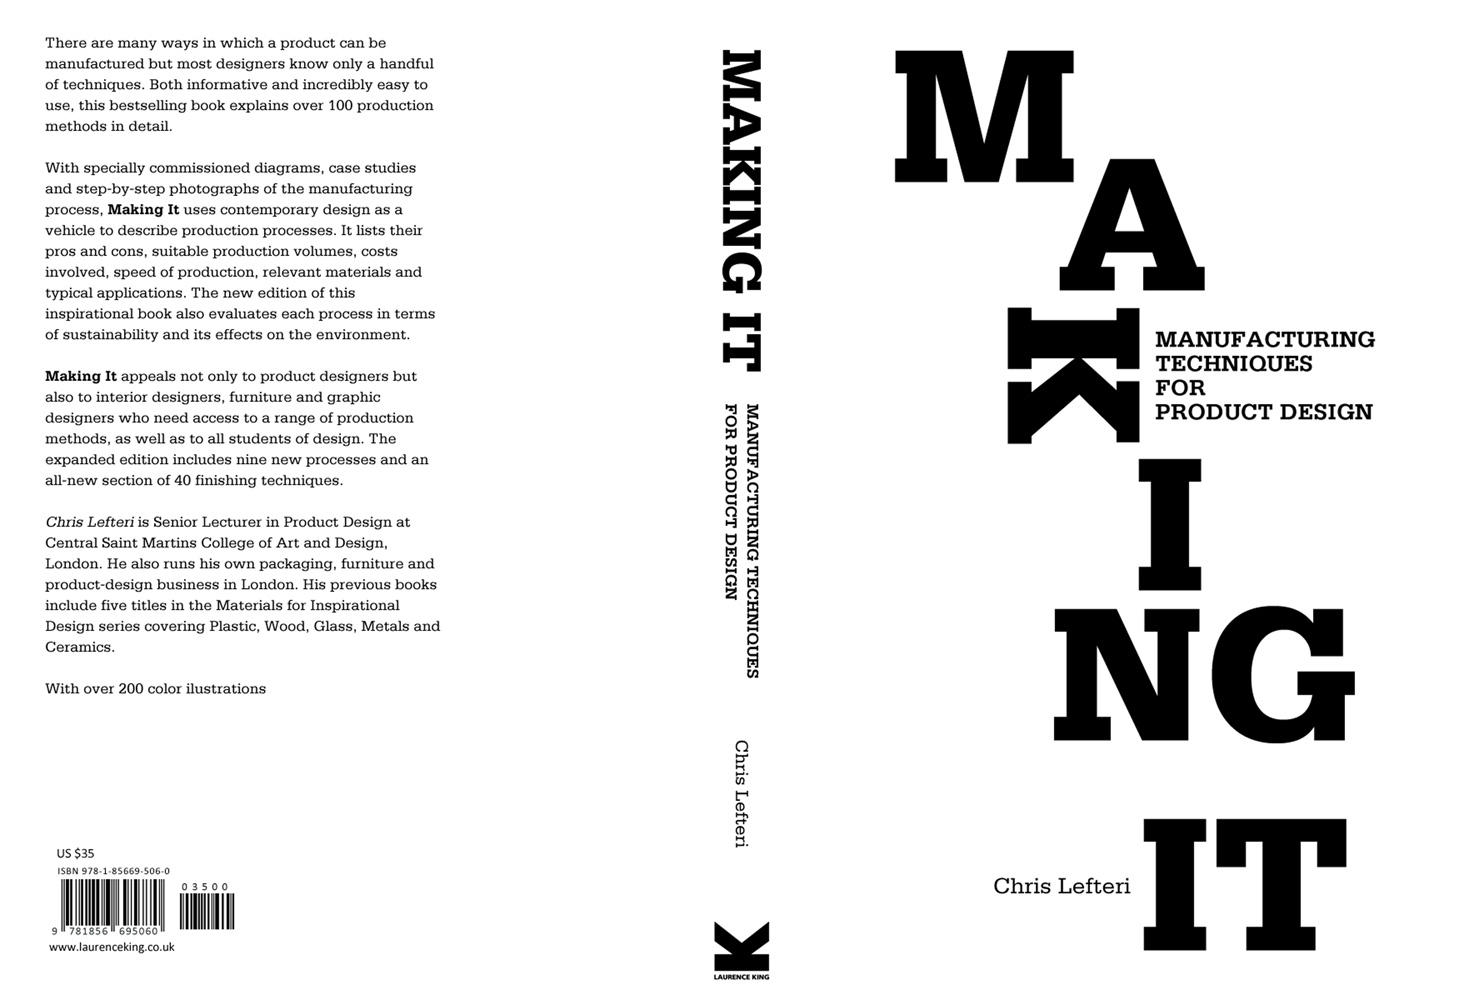 There are many ways in which a product can be
manufactured but most designers know only a handful
of techniques. Both informative and incredibly easy to
use, this bestselling book explains over 100 production
methods in detail.
With specially commissioned diagrams, case studies
and step-by-step photographs of the manufacturing
process, Making It uses contemporary design as a
vehicle to describe production processes. It lists their
pros and cons, suitable production volumes, costs
involved, speed of production, relevant materials and
typical applications. The new edition of this
inspirational book also evaluates each process in terms
of sustainability and its effects on the environment.
Making It appeals not only to product designers but
also to interior designers, furniture and graphic
designers who need access to a range of production
methods, as well as to all students of design. The
expanded edition includes nine new processes and an
all-new section of 40 finishing techniques.
Chris Lefteri is Senior Lecturer in Product Design at
Central Saint Martins College of Art and Design,
London. He also runs his own packaging, furniture and
product-design business in London. His previous books
include five titles in the Materials for Inspirational
Design series covering Plastic, Wood, Glass, Metals and
Ceramics.
With over 200 color ilustrations
US $35
ISBN 978-1-85669-506-0
03500
9 781856 695060
www.laurenceking.co.uk
MAKING IT
MANUFACTURING TECHNIQUES
FOR PRODUCT DESIGN
Chris Lefteri
K
LAURENCE KING
M
A
K
MANUFACTURING
TECHNIQUES
FOR
PRODUCT DESIGN
I
NG
Chris Lefteri
IT